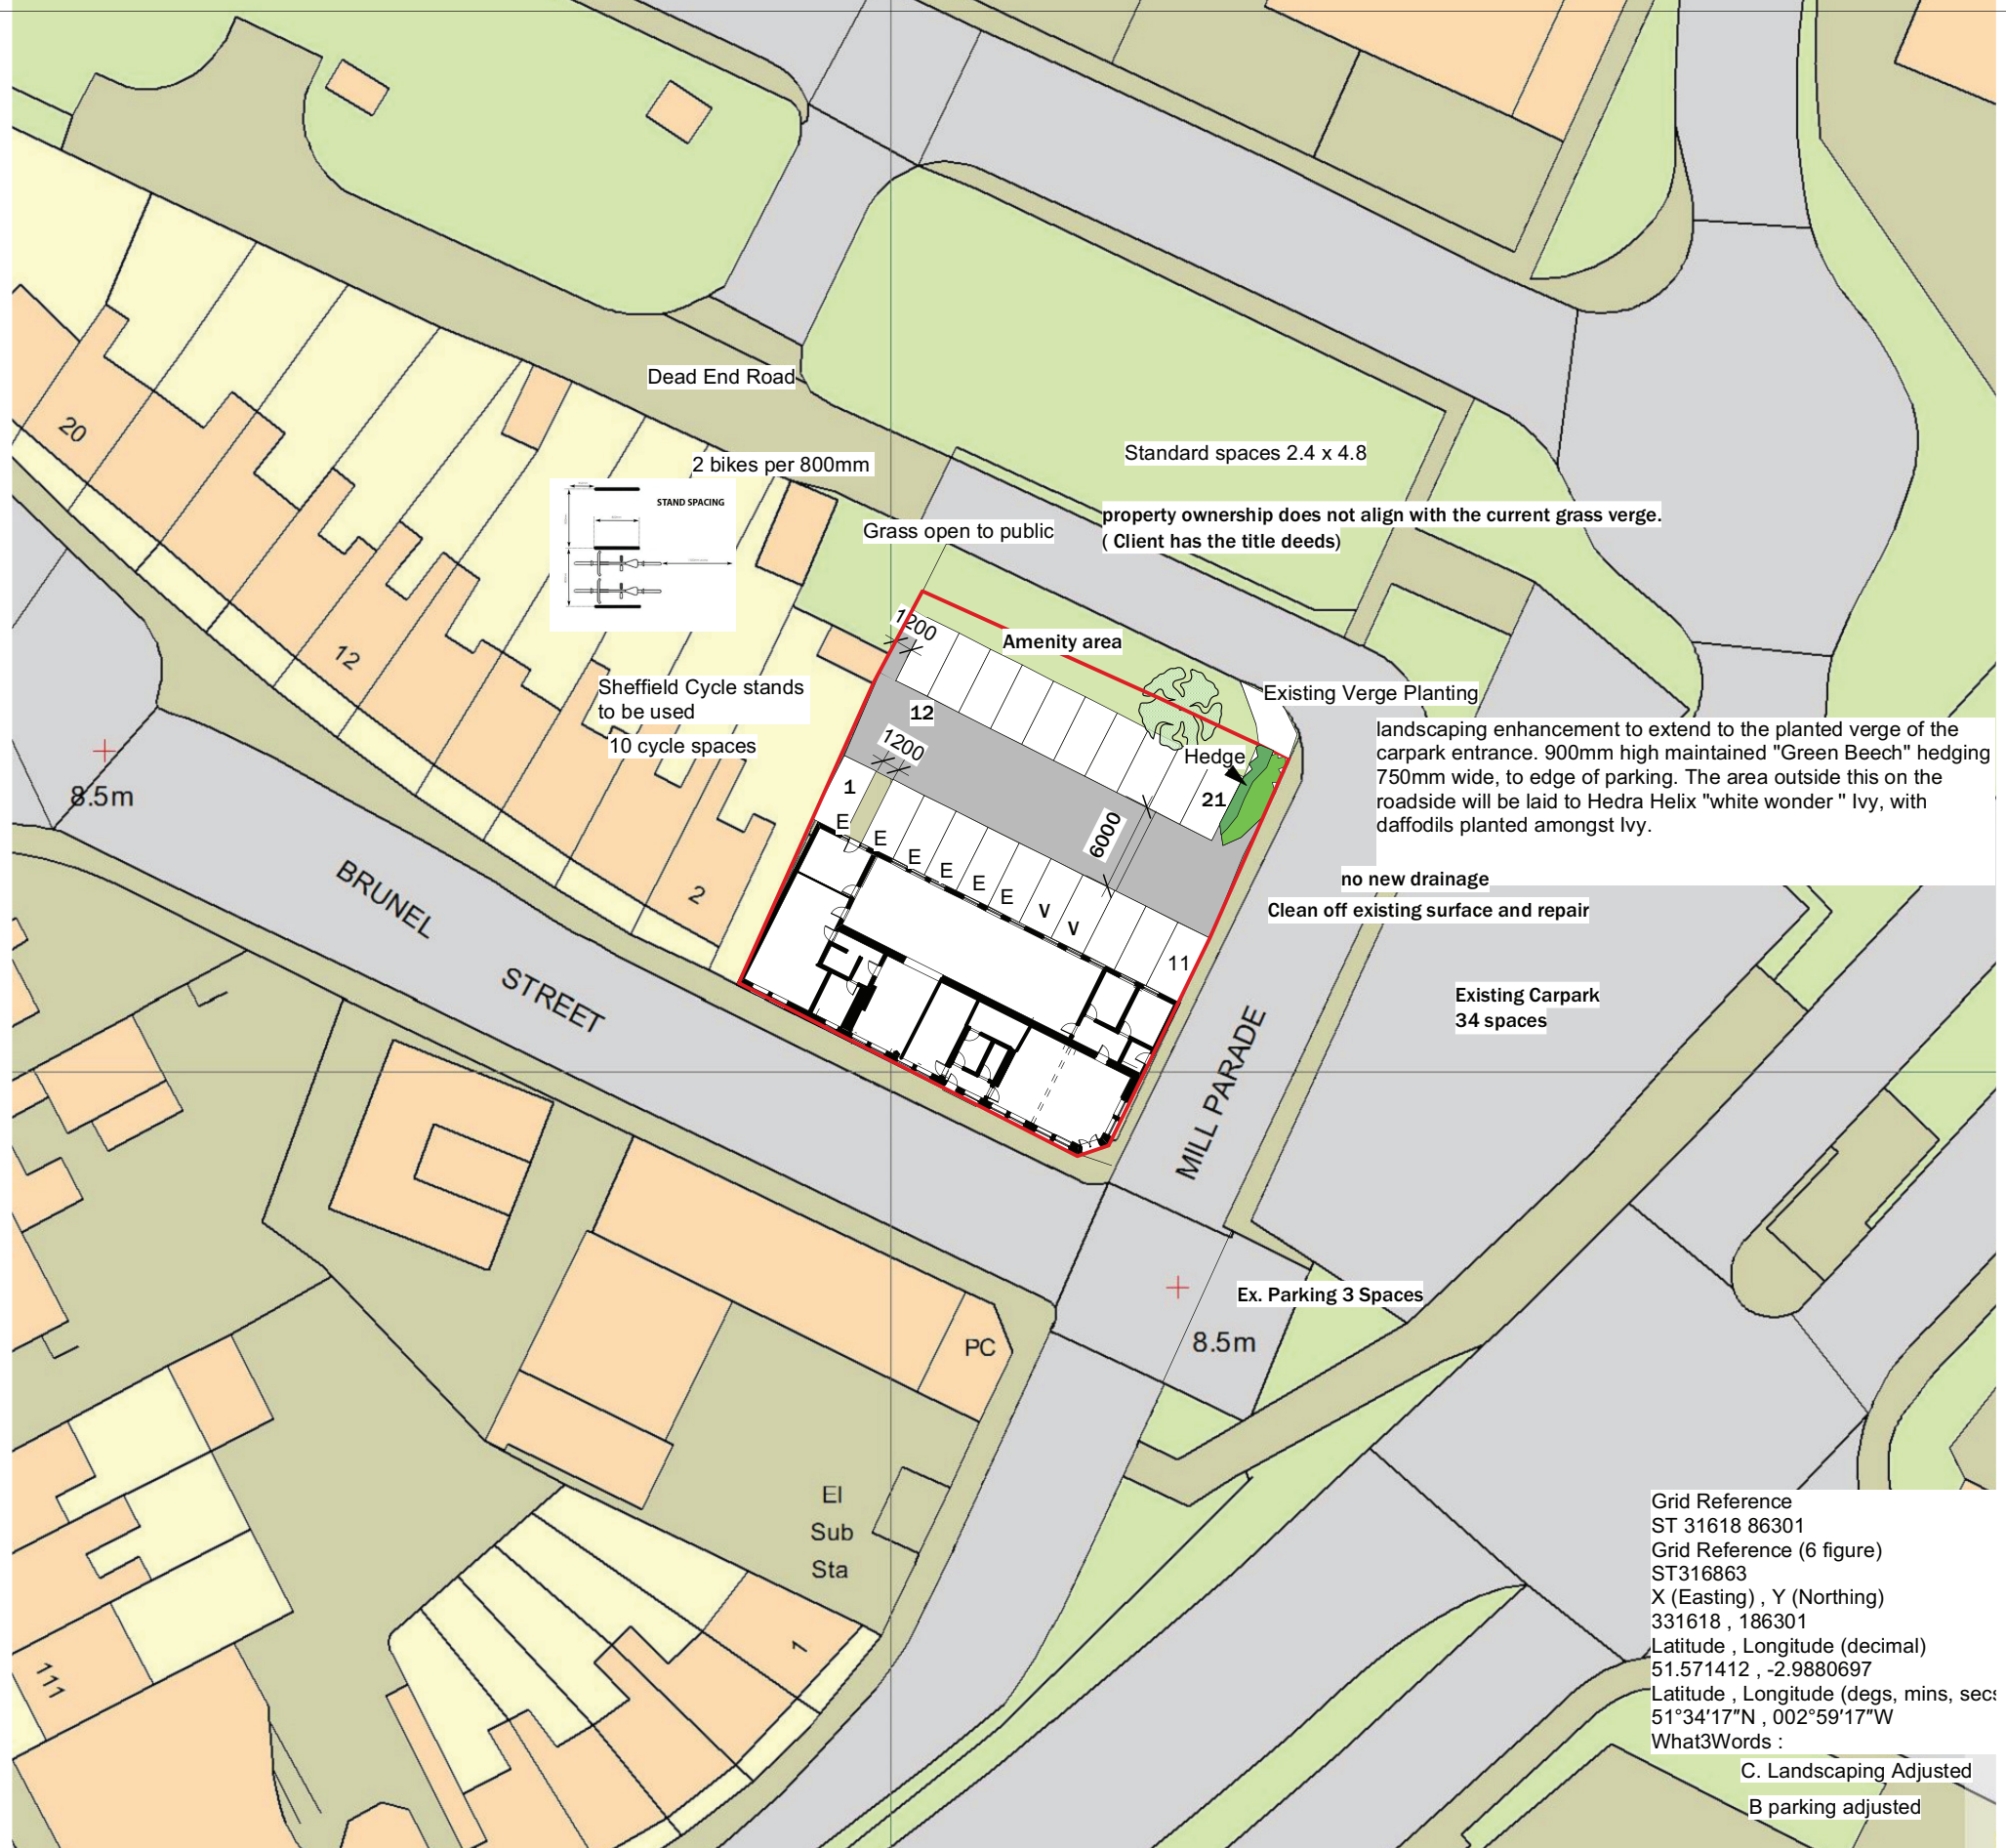 Dead End Road
Standard spaces 2.4 x 4.8
2 bikes per 800mm
STAND SPACING
Grass open to public
property ownership does not align with the current grass verge.
( Client has the title deeds)
20
12
2
1200
Amenity area
Existing Verge Planting
Sheffield Cycle stands
to be used
10 cycle spaces
12
1200
Hedge
21
1
6000
landscaping enhancement to extend to the planted verge of the
carpark entrance. 900mm high maintained "Green Beech" hedging
750mm wide, to edge of parking. The area outside this on the
roadside will be laid to Hedra Helix "white wonder " Ivy, with
daffodils planted amongst Ivy.
8.5m
E
E
E
E
E
E
V
V
11
no new drainage
Clean off existing surface and repair
BRUNEL
STREET
Existing Carpark
34 spaces
MILL PARADE
Ex. Parking 3 Spaces
8.5m
PC
El
Sub
Sta
1
111
Grid Reference
ST 31618 86301
Grid Reference (6 figure)
ST316863
X (Easting) , Y (Northing)
331618 , 186301
Latitude , Longitude (decimal)
51.571412 , -2.9880697
Latitude , Longitude (degs, mins, secs
51°34′17″N , 002°59′17″W
What3Words :
C. Landscaping Adjusted
B parking adjusted